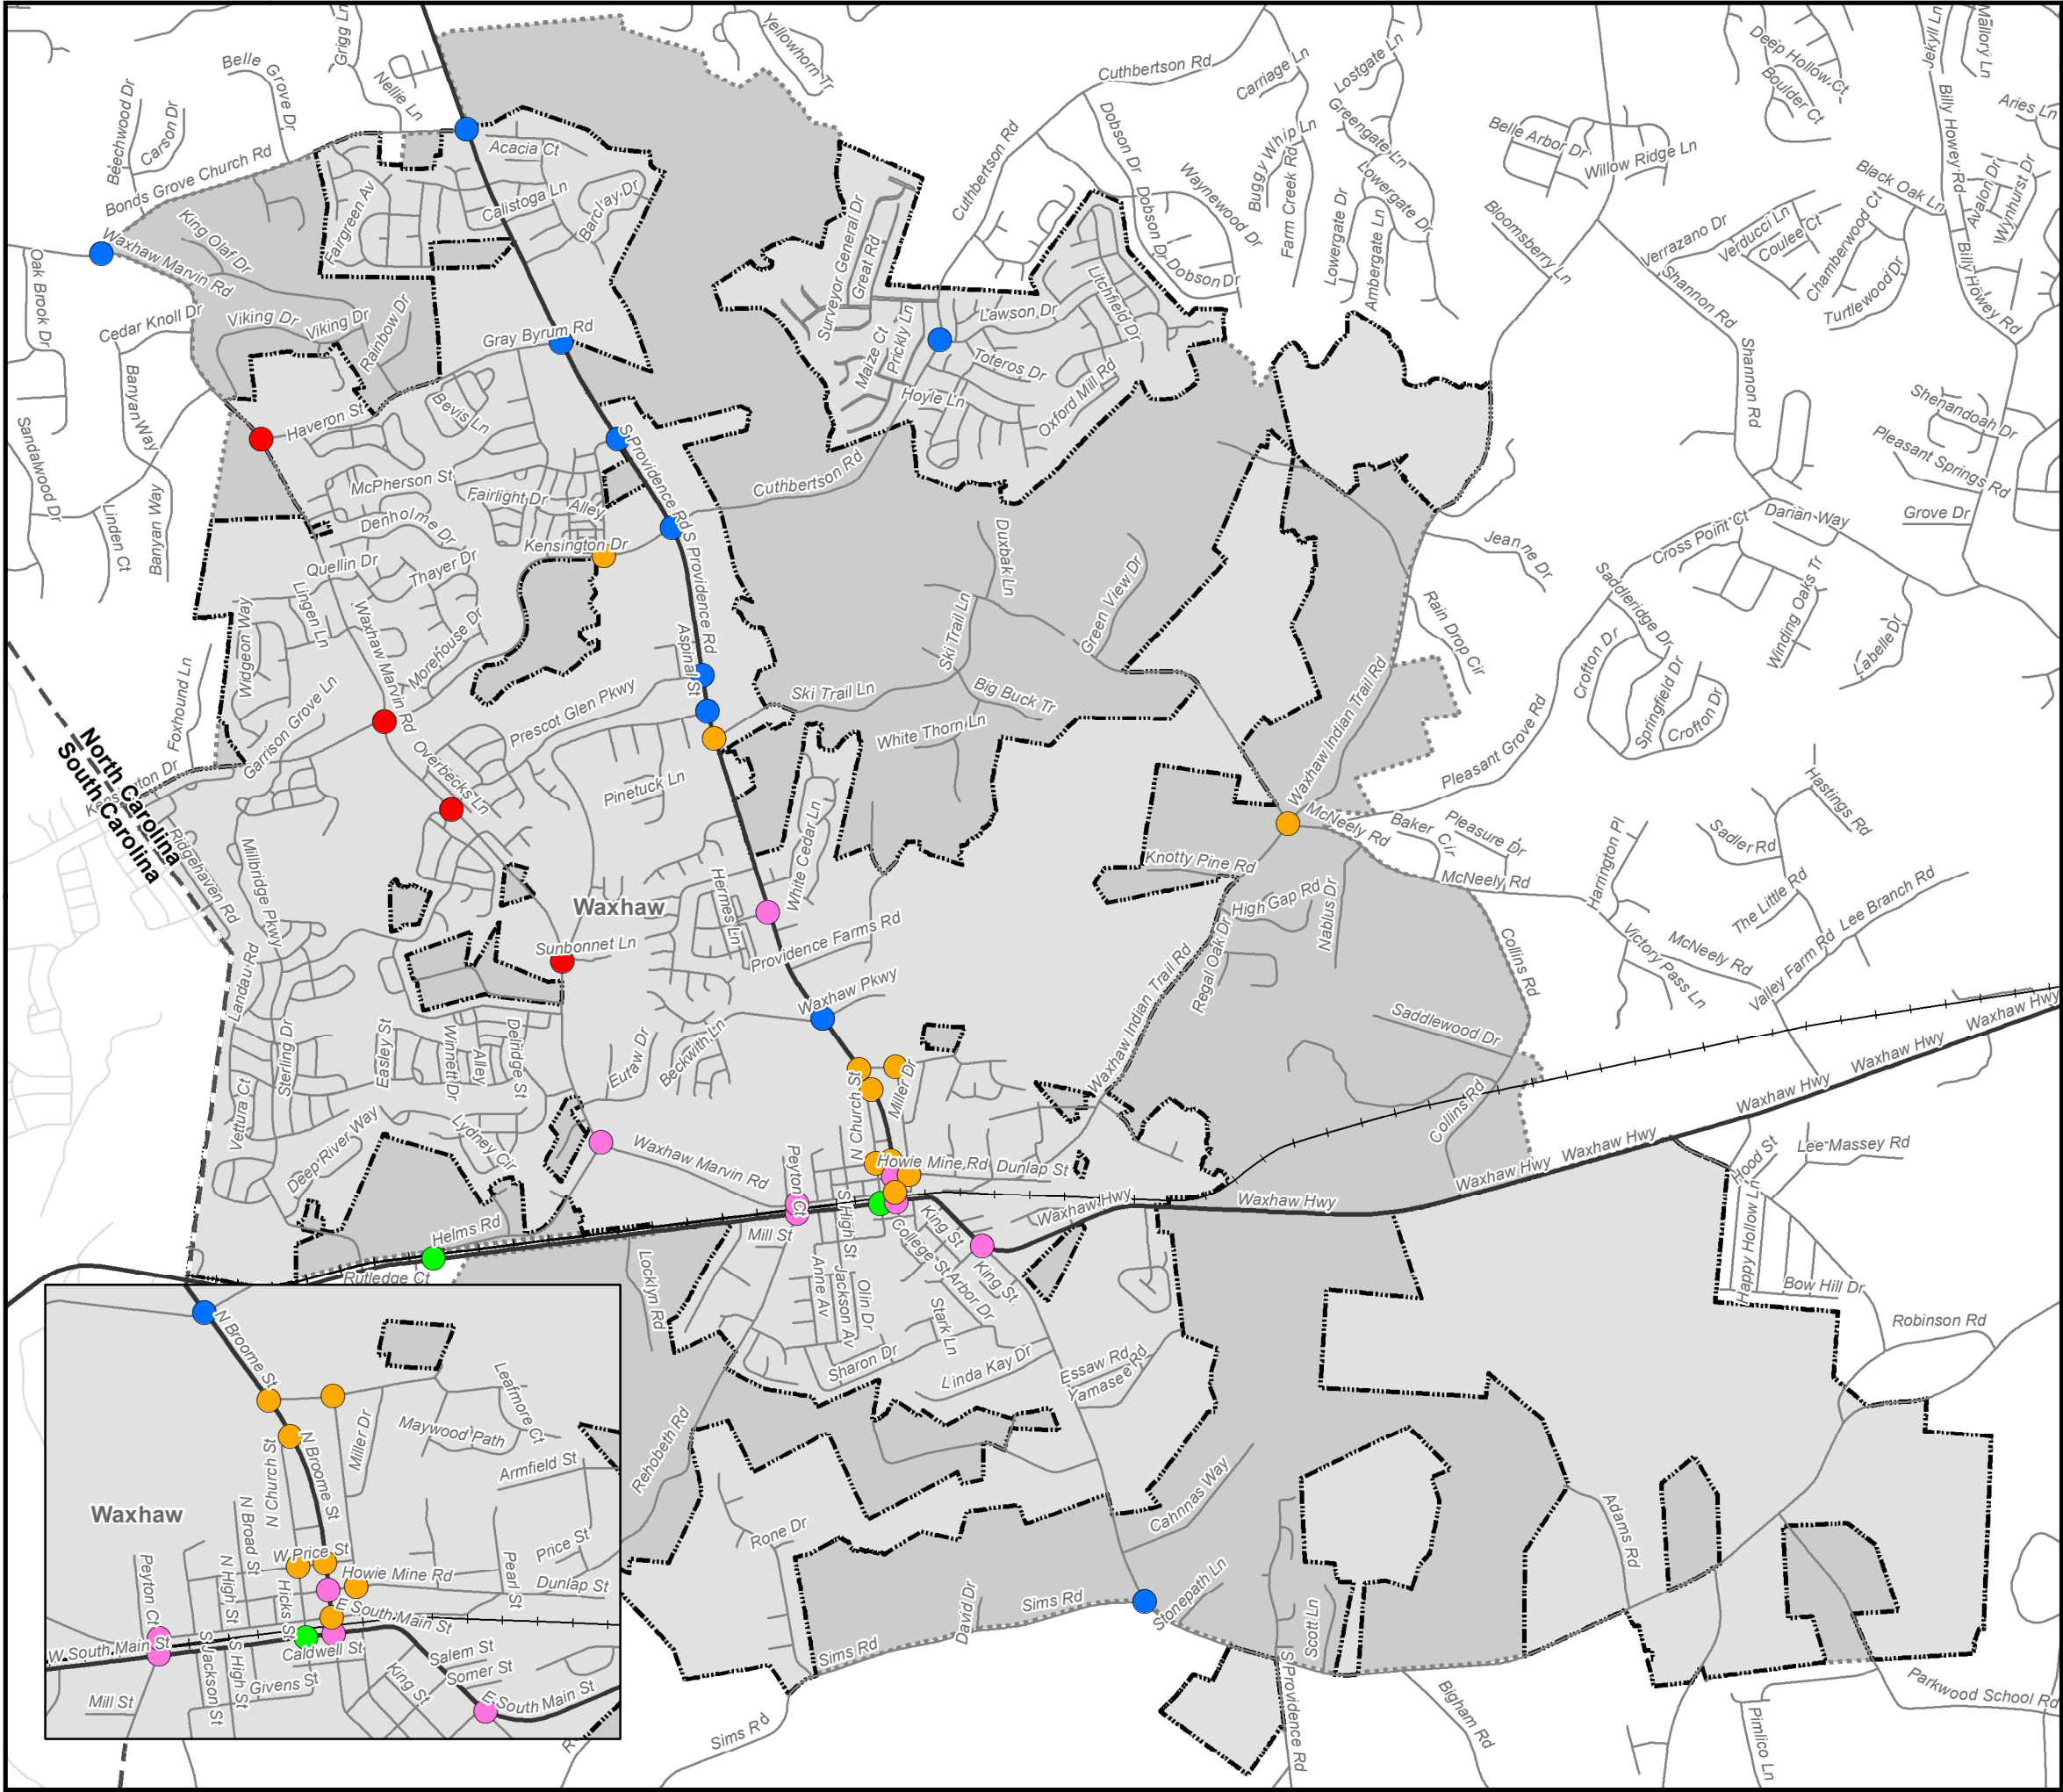 Grigg Ln
Yellowhorn Tr
Belle Grove Dr
Nellie Ln
Cuthbertson Rd
Carriage Ln
Lostgate Ln
Deep Hollow Ct
Boulder Ct
Jekyll Ln
Mallory Ln
Aries Ln
Billy Howey Rd
Beechwood Dr
Carson Dr
Bonds Grove Church Rd
Acacia Ct
Cuthbertson Rd
Dobson Dr
Buggy Whip Ln
Greengate Ln
Belle Arbor Dr
Willow Ridge Ln
Fairgreen Av
Calistoga Ln
Barclay Dr
Waynewood Dr
Farm Creek Rd
Lowergate Dr
Lowergate Dr
Ambergate Ln
Bloomsberry Ln
Black Oak Ln
Avalon Dr
Wynhurst Dr
King Olaf Dr
Waxhaw Marvin Rd
Surveyor General Dr
Great Rd
Dobson Dr
Dobson Dr
Verrazano Dr
Verducci Ln
Coulee Ct
Chamberwood Ct
Turtlewood Dr
Shannon Rd
Billy Howey Rd
Oak Brook Dr
Cedar Knoll Dr
Viking Dr
Viking Dr
Rainbow Dr
Gray Byrum Rd
Maize Ct
Prickly Ln
Lawson Dr
Litchfield Dr
Toteros Dr
Hoyle Ln
Oxford Mill Rd
Shannon Rd
Banyan Way
Haveron St
Bevis Ln
Shenandoah Dr
Pleasant Springs Rd
Sandalwood Dr
McPherson St
Fairlight Dr
Alley
S Providence Rd
Cuthbertson Rd
Linden Ct
Banyan Way
Denholme Dr
Kensington Dr
S Providence Rd
Duxbak Ln
Cross Point Ct
Darian Way
Grove Dr
Jeanne Dr
Quellin Dr
Thayer Dr
Green View Dr
Saddleridge Dr
Winding Oaks Tr
Widgeon Way
Lingen Ln
Waxhaw Marvin Rd
Morehouse Dr
Aspinal St
Ski Trail Ln
Rain Drop Cir
Crofton Dr
Springfield Dr
Crofton Dr
Labelle Dr
Foxhound Ln
Garrison Grove Ln
Prescot Glen Pkwy
Ski Trail Ln
Big Buck Tr
White Thorn Ln
Waxhaw Indian Trail Rd
Pleasant Grove Rd
North Carolina
South Carolina
Overbecks Ln
Pinetuck Ln
McNeely Rd
Baker Cir
Pleasure Dr
Hastings Rd
Sadler Rd
Ridgehaven Rd
Millbridge Pkwy
White Cedar Ln
Knotty Pine Rd
McNeely Rd
Harrington Pl
The Little Rd
Lee Branch Rd
Waxhaw
Hermes Ln
High Gap Rd
Nablus Dr
Sunbonnet Ln
Providence Farms Rd
Regal Oak Dr
Collins Rd
Victory Pass Ln
McNeely Rd
Valley Farm Rd
Landau Rd
Waxhaw Pkwy
Waxhaw Indian Trail Rd
Saddlewood Dr
Waxhaw Hwy
Sterling Dr
Easley St
Winnett Dr
Alley
Delridge St
Eutaw Dr
Beckwith Ln
Waxhaw Hwy
Vettura Ct
N Church St
Miller Dr
Collins Rd
Waxhaw Hwy
Deep River Way
Lydney Cir
Waxhaw Marvin Rd
Peyton Ct
Howie Mine Rd
Dunlap St
Waxhaw Hwy
Waxhaw Hwy
Hood St
Lee Massey Rd
Helms Rd
Rutledge Ct
S High St
Mill St
King St
Waxhaw Hwy
Waxhaw Hwy
College St
Arbor Dr
King St
Happy Hollow Ln
Bow Hill Dr
Robinson Rd
Locklyn Rd
Anne Av
Jackson Av
Olin Dr
Stark Ln
Sharon Dr
Linda Kay Dr
Essaw Rd
Yamasee Rd
Rehobeth Rd
Rone Dr
Cahnnas Way
Adams Rd
David Dr
Sims Rd
Sims Rd
Stonepath Ln
Scott Ln
S Providence Rd
Sims Rd
Bigham Rd
Pimlico Ln
Parkwood School Rd
N Broome St
Leafmore Ct
Miller Dr
Maywood Path
N Church St
N Broome St
Armfield St
Waxhaw
N Broad St
W Price St
Price St
Peyton Ct
N High St
Hicks St
Howie Mine Rd
Pearl St
Dunlap St
E South Main St
W South Main St
Caldwell St
S Jackson St
S High St
Givens St
Salem St
Somer St
King St
Mill St
E South Main St